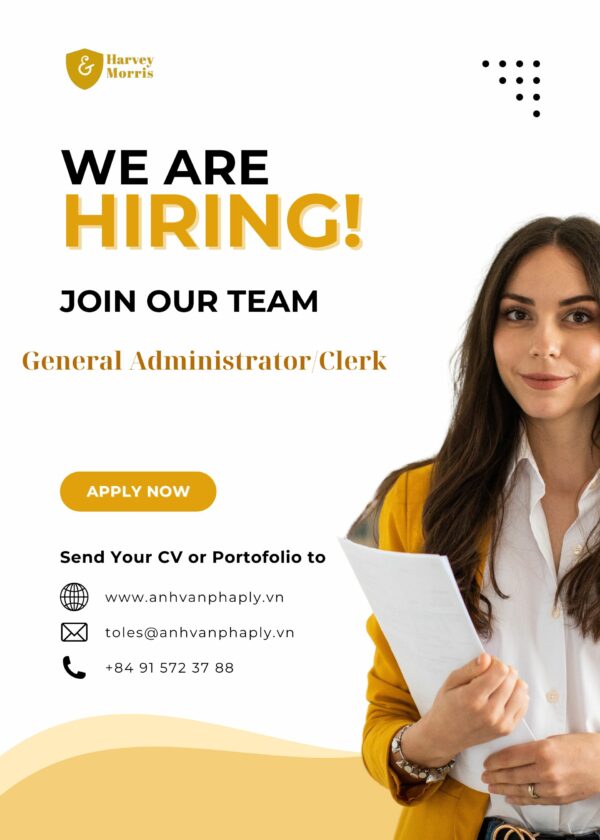 &
Harvey
Morris
WE ARE
HIRING!
JOIN OUR TEAM
General Administrator/Clerk
APPLY NOW
Send Your CV or Portofolio to
www.anhvanphaply.vn
toles@anhvanphaply.vn
+84 91 572 37 88